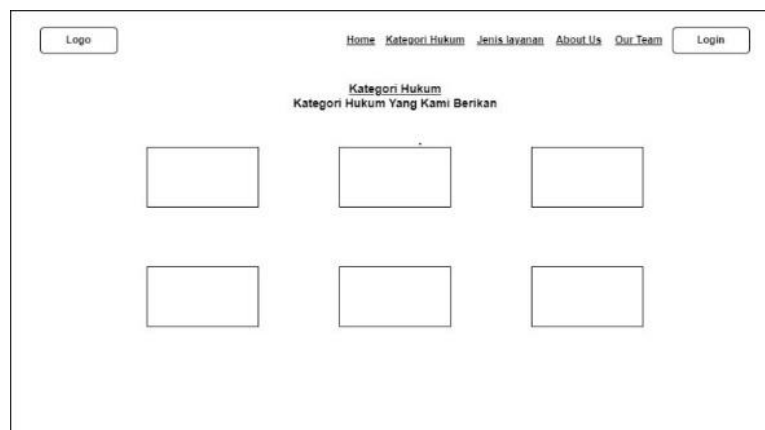 Logo
Home Kategori Hukum Jenis layanan About Us Our Team Login
Kategori Hukum
Kategori Hukum Yang Kami Berikan